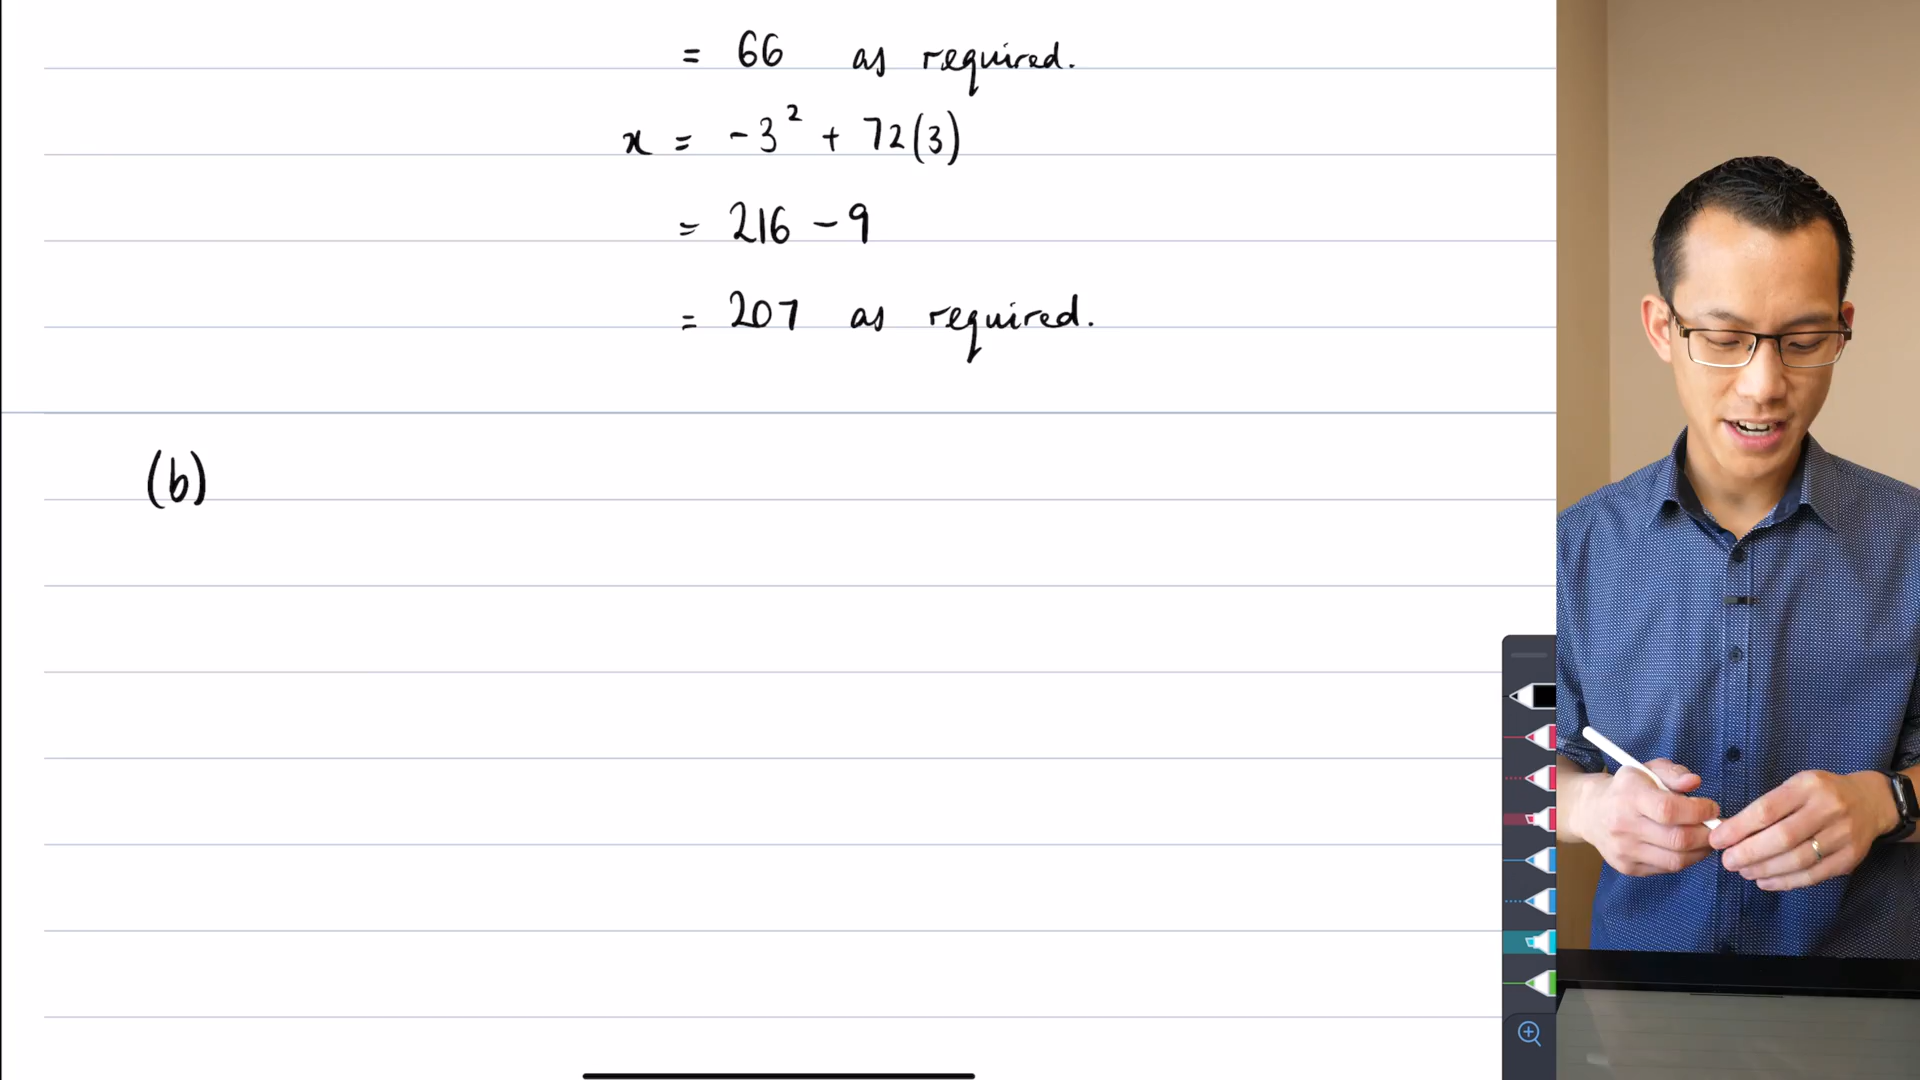 = 66 as required.
x = -3² + 72(3)
= 216 - 9
= 207 as required.
(b)